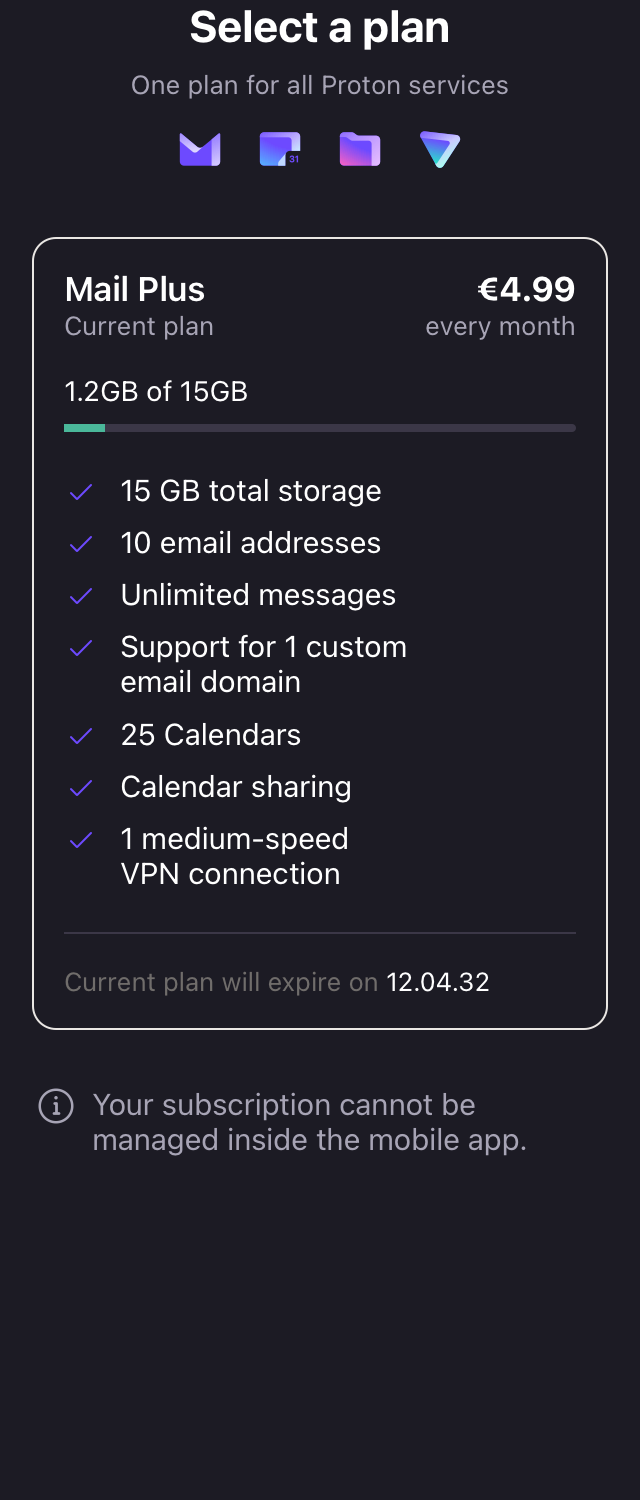 Select a plan
One plan for all Proton services
31
Mail Plus
€4.99
Current plan
every month
1.2GB of 15GB
15 GB total storage
10 email addresses
Unlimited messages
Support for 1 custom
email domain
25 Calendars
Calendar sharing
1 medium-speed
VPN connection
Current plan will expire on 12.04.32
Your subscription cannot be
managed inside the mobile app.